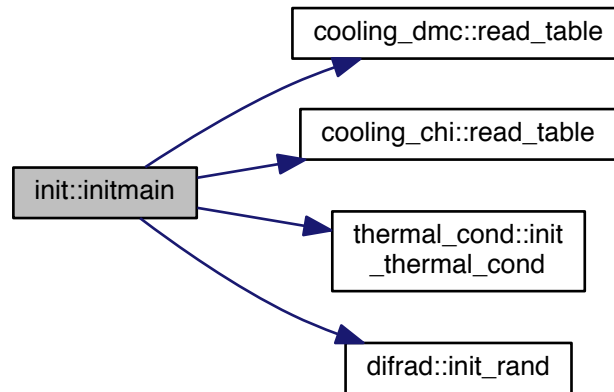 cooling_dmc::read_table
cooling_chi::read_table
init::initmain
thermal_cond::init
_thermal_cond
difrad::init_rand